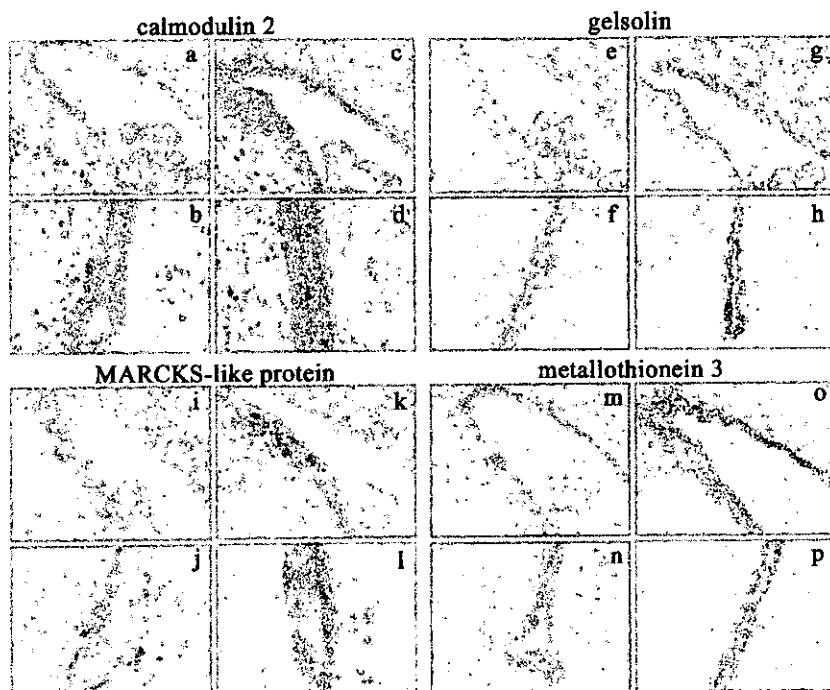 calmodulin 2 gelsolin
a c e g
b d f h
MARCKS-like protein metallothionein 3
i k m o
j l n p